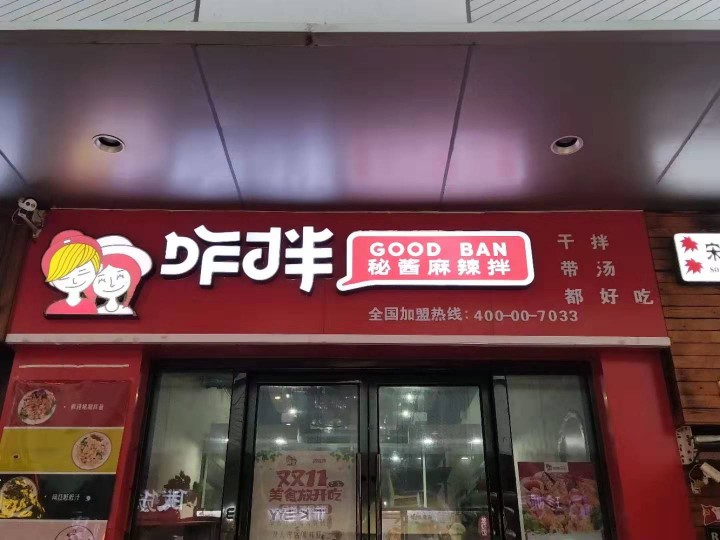 咋拌
GOOD BAN
秘酱麻辣拌
干拌
带汤
都好吃
全国加盟热线：400-00-7033
宋
双11
美食放开吃